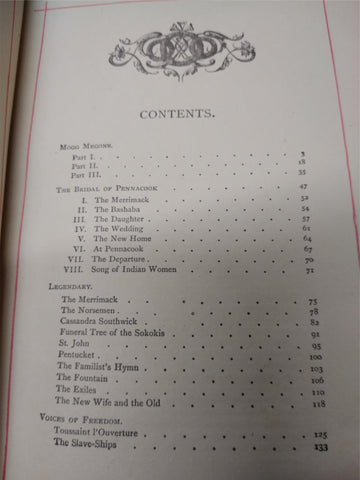 CONTENTS.
MOGG MEGONE.
Part I. . . . . . . . . 3
Part II. . . . . . . . . 18
Part III. . . . . . . . . 35
THE BRIDAL OF PENNACOOK . . . . . . 47
I. The Merrimack . . . . . . 52
II. The Bashaba . . . . . . 54
III. The Daughter . . . . . . 57
IV. The Wedding . . . . . . 61
V. The New Home . . . . . . 64
VI. At Pennacook . . . . . . 67
VII. The Departure . . . . . . 70
VIII. Song of Indian Women . . . . . 71
LEGENDARY.
The Merrimack . . . . . . 75
The Norsemen . . . . . . 78
Cassandra Southwick . . . . . . 82
Funeral Tree of the Sokokis . . . . . 91
St. John . . . . . . . 95
Pentucket . . . . . . . 100
The Familist's Hymn . . . . . . 103
The Fountain . . . . . . 106
The Exiles . . . . . . . 110
The New Wife and the Old . . . . . 118
VOICES OF FREEDOM.
Toussaint l'Ouverture . . . . . . 125
The Slave-Ships . . . . . . 133